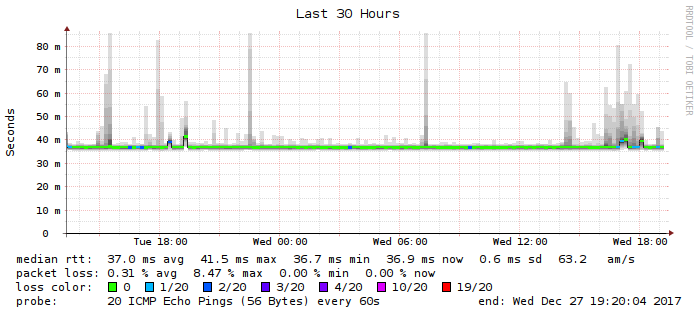 Last 30 Hours
RRDTOOL / TOBI OETIKER
Seconds
80 m
70 m
60 m
50 m
40 m
30 m
20 m
10 m
0
Tue 18:00 Wed 00:00 Wed 06:00 Wed 12:00 Wed 18:00
median rtt: 37.0 ms avg 41.5 ms max 36.7 ms min 36.9 ms now 0.6 ms sd 63.2 am/s
packet loss: 0.31 % avg 8.47 % max 0.00 % min 0.00 % now
loss color: 0 1/20 2/20 3/20 4/20 10/20 19/20
probe: 20 ICMP Echo Pings (56 Bytes) every 60s end: Wed Dec 27 19:20:04 2017